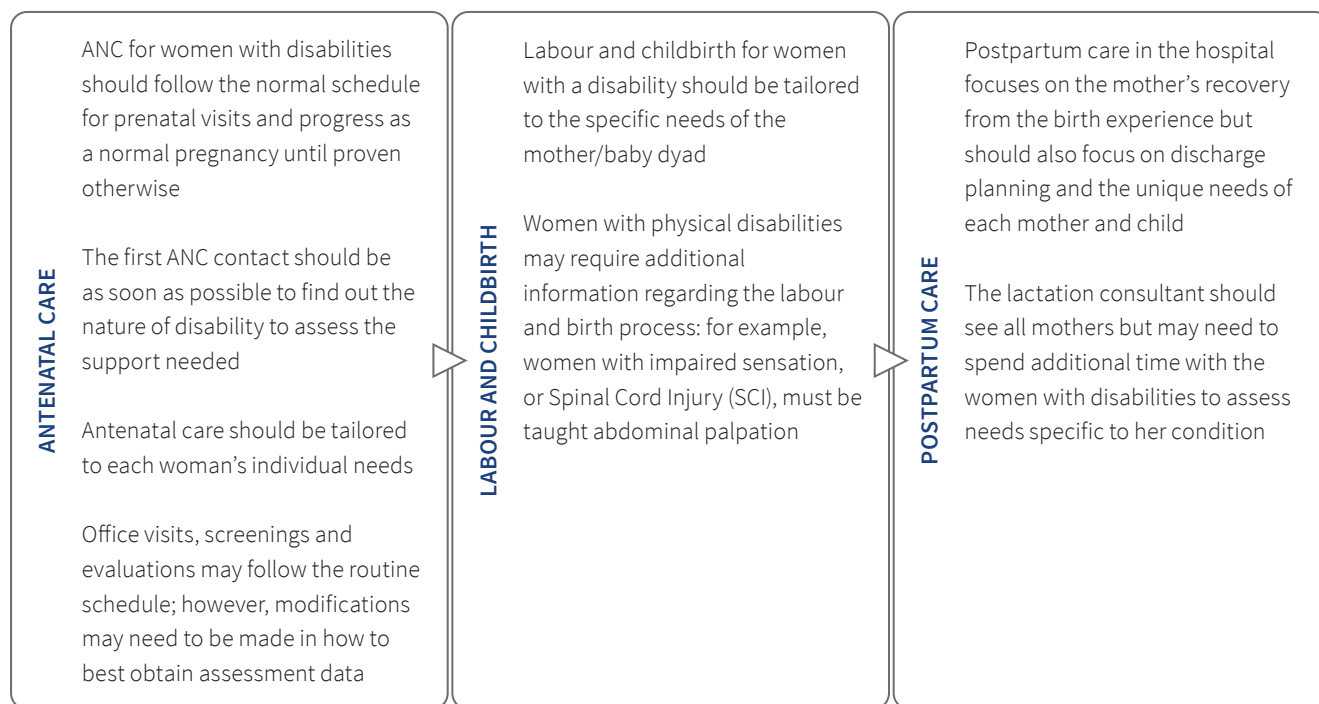 ANTENATAL CARE
ANC for women with disabilities
should follow the normal schedule
for prenatal visits and progress as
a normal pregnancy until proven
otherwise
The first ANC contact should be
as soon as possible to find out the
nature of disability to assess the
support needed
Antenatal care should be tailored
to each woman’s individual needs
Office visits, screenings and
evaluations may follow the routine
schedule; however, modifications
may need to be made in how to
best obtain assessment data
LABOUR AND CHILDBIRTH
Labour and childbirth for women
with a disability should be tailored
to the specific needs of the
mother/baby dyad
Women with physical disabilities
may require additional
information regarding the labour
and birth process: for example,
women with impaired sensation,
or Spinal Cord Injury (SCI), must be
taught abdominal palpation
POSTPARTUM CARE
Postpartum care in the hospital
focuses on the mother’s recovery
from the birth experience but
should also focus on discharge
planning and the unique needs of
each mother and child
The lactation consultant should
see all mothers but may need to
spend additional time with the
women with disabilities to assess
needs specific to her condition